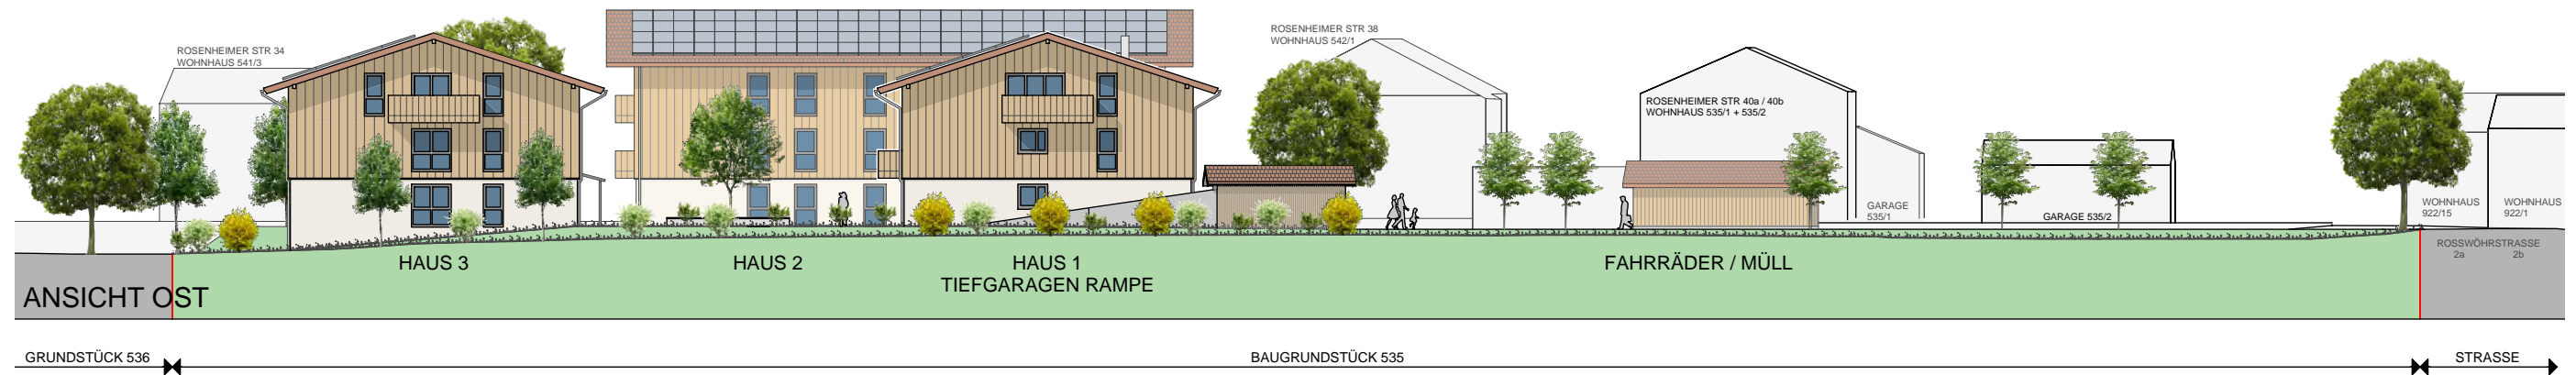 ROSENHEIMER STR 34
WOHNHAUS 541/3
ROSENHEIMER STR 38
WOHNHAUS 542/1
ROSENHEIMER STR 40a / 40b
WOHNHAUS 535/1 + 535/2
GARAGE
535/1
GARAGE 535/2
WOHNHAUS
922/15
WOHNHAUS
922/1
ROSSWÖHRSTRASSE
2a 2b
HAUS 3
HAUS 2
HAUS 1
TIEFGARAGEN RAMPE
FAHRRÄDER / MÜLL
ANSICHT OST
GRUNDSTÜCK 536
BAUGRUNDSTÜCK 535
STRASSE